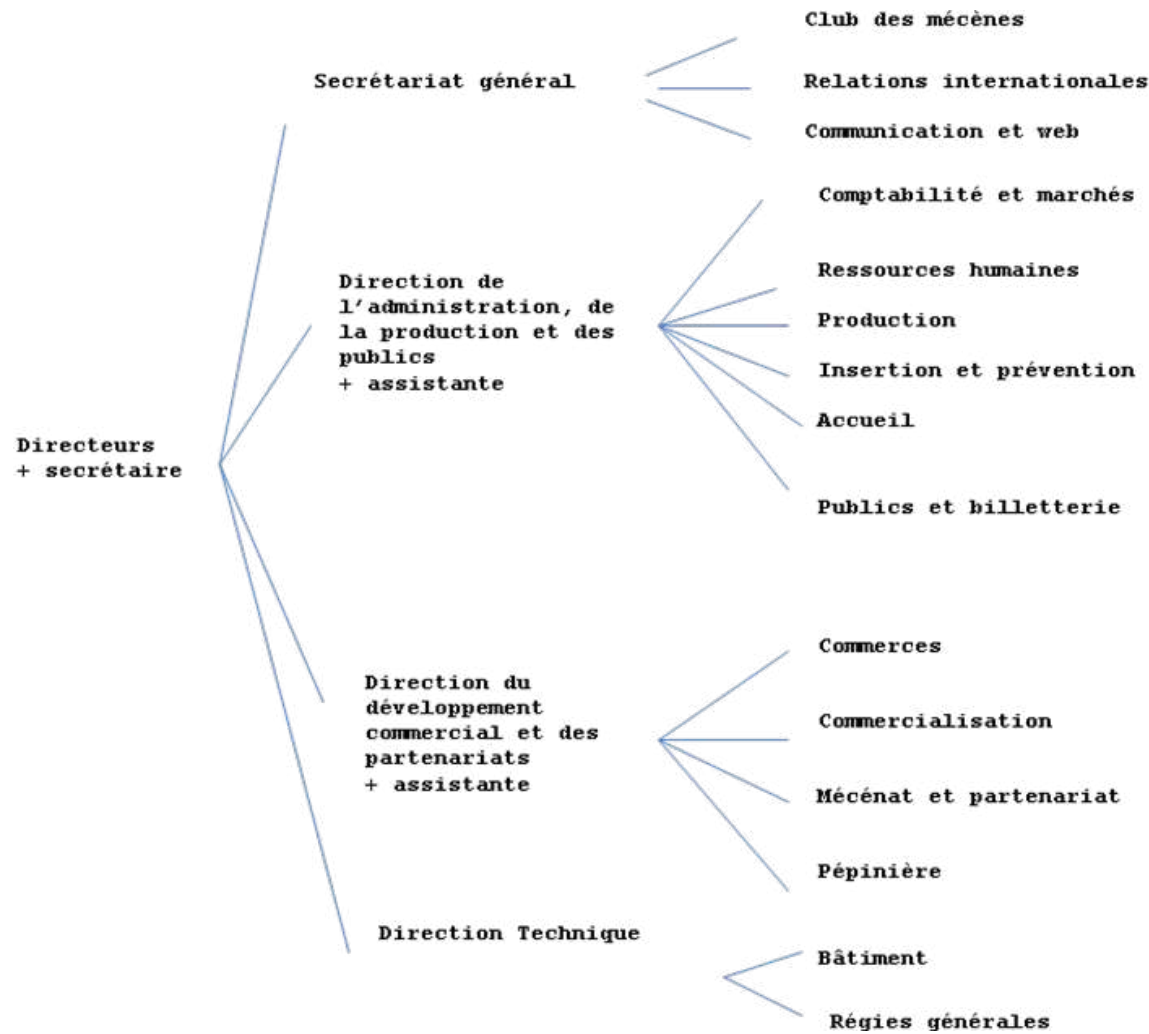 Club des mécènes
Secrétariat général
Relations internationales
Communication et web
Comptabilité et marchés
Direction de
l'administration, de
la production et des
publics
+ assistante
Ressources humaines
Production
Insertion et prévention
Accueil
Publics et billetterie
Directeurs
+ secrétaire
Direction du
développement
commercial et des
partenariats
+ assistante
Commerces
Commercialisation
Mécénat et partenariat
Pépinière
Direction Technique
Bâtiment
Régies générales